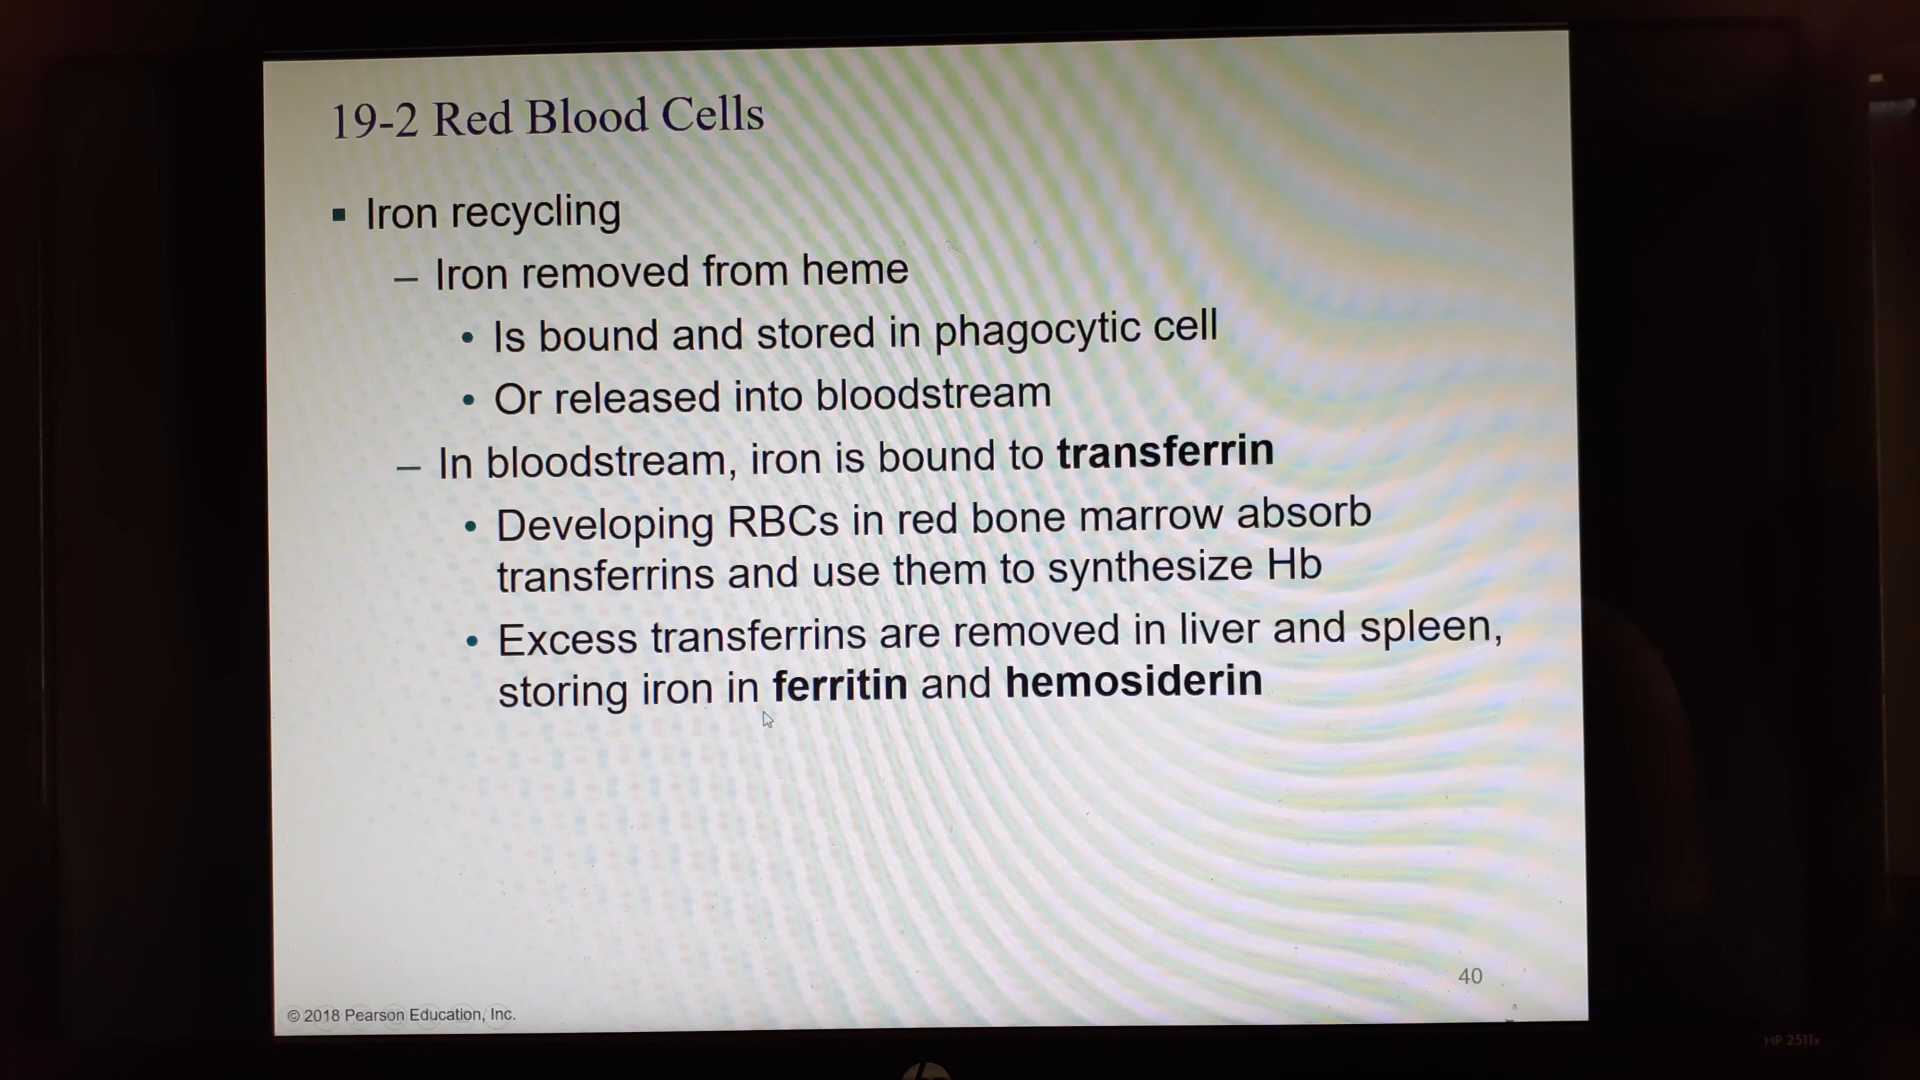 19-2 Red Blood Cells
▪ Iron recycling
– Iron removed from heme
• Is bound and stored in phagocytic cell
• Or released into bloodstream
– In bloodstream, iron is bound to transferrin
• Developing RBCs in red bone marrow absorb
transferrins and use them to synthesize Hb
• Excess transferrins are removed in liver and spleen,
storing iron in ferritin and hemosiderin
40
© 2018 Pearson Education, Inc.
HP 2511x
hp